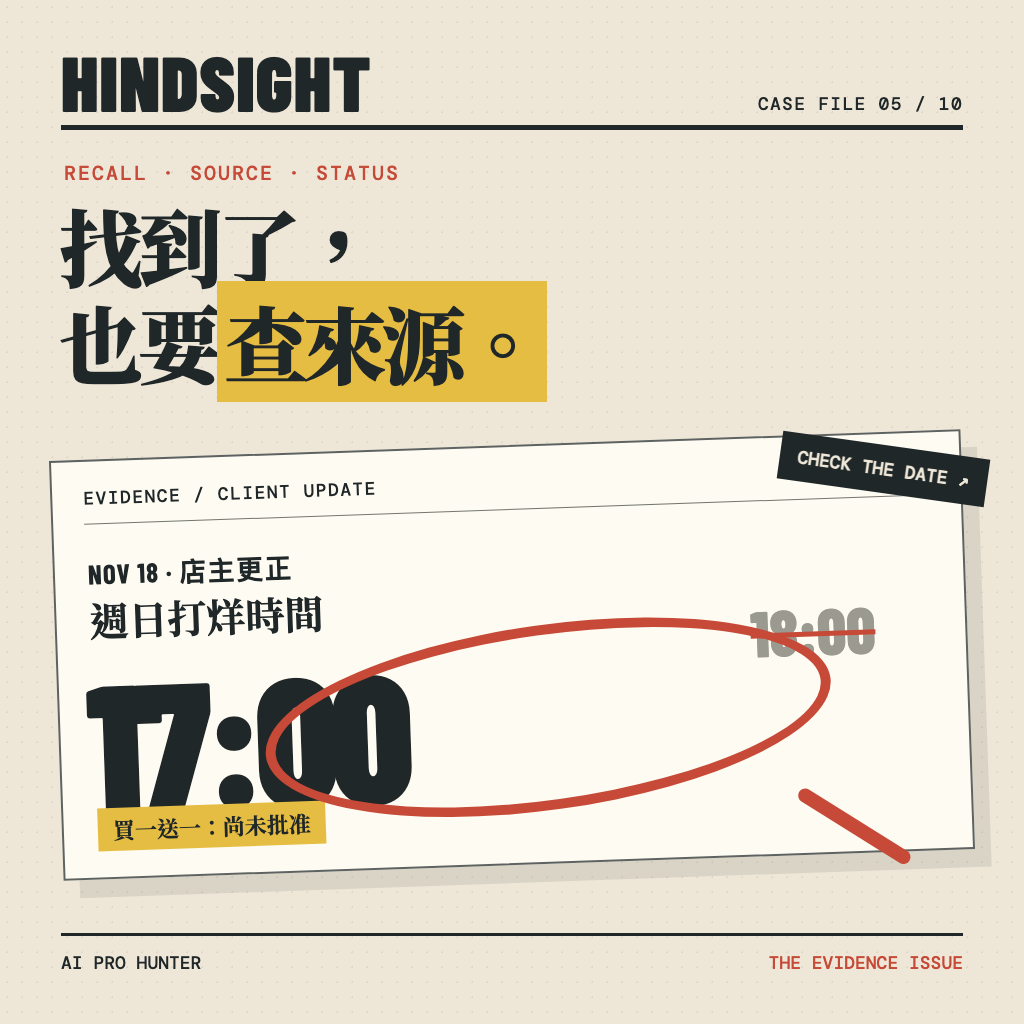 HINDSIGHT
CASE FILE 05 / 10
RECALL · SOURCE · STATUS
找到了，
也要查來源。
CHECK THE DATE ↗
EVIDENCE / CLIENT UPDATE
NOV 18 · 店主更正
週日打烊時間
18:00
17:00
買一送一：尚未批准
AI PRO HUNTER
THE EVIDENCE ISSUE